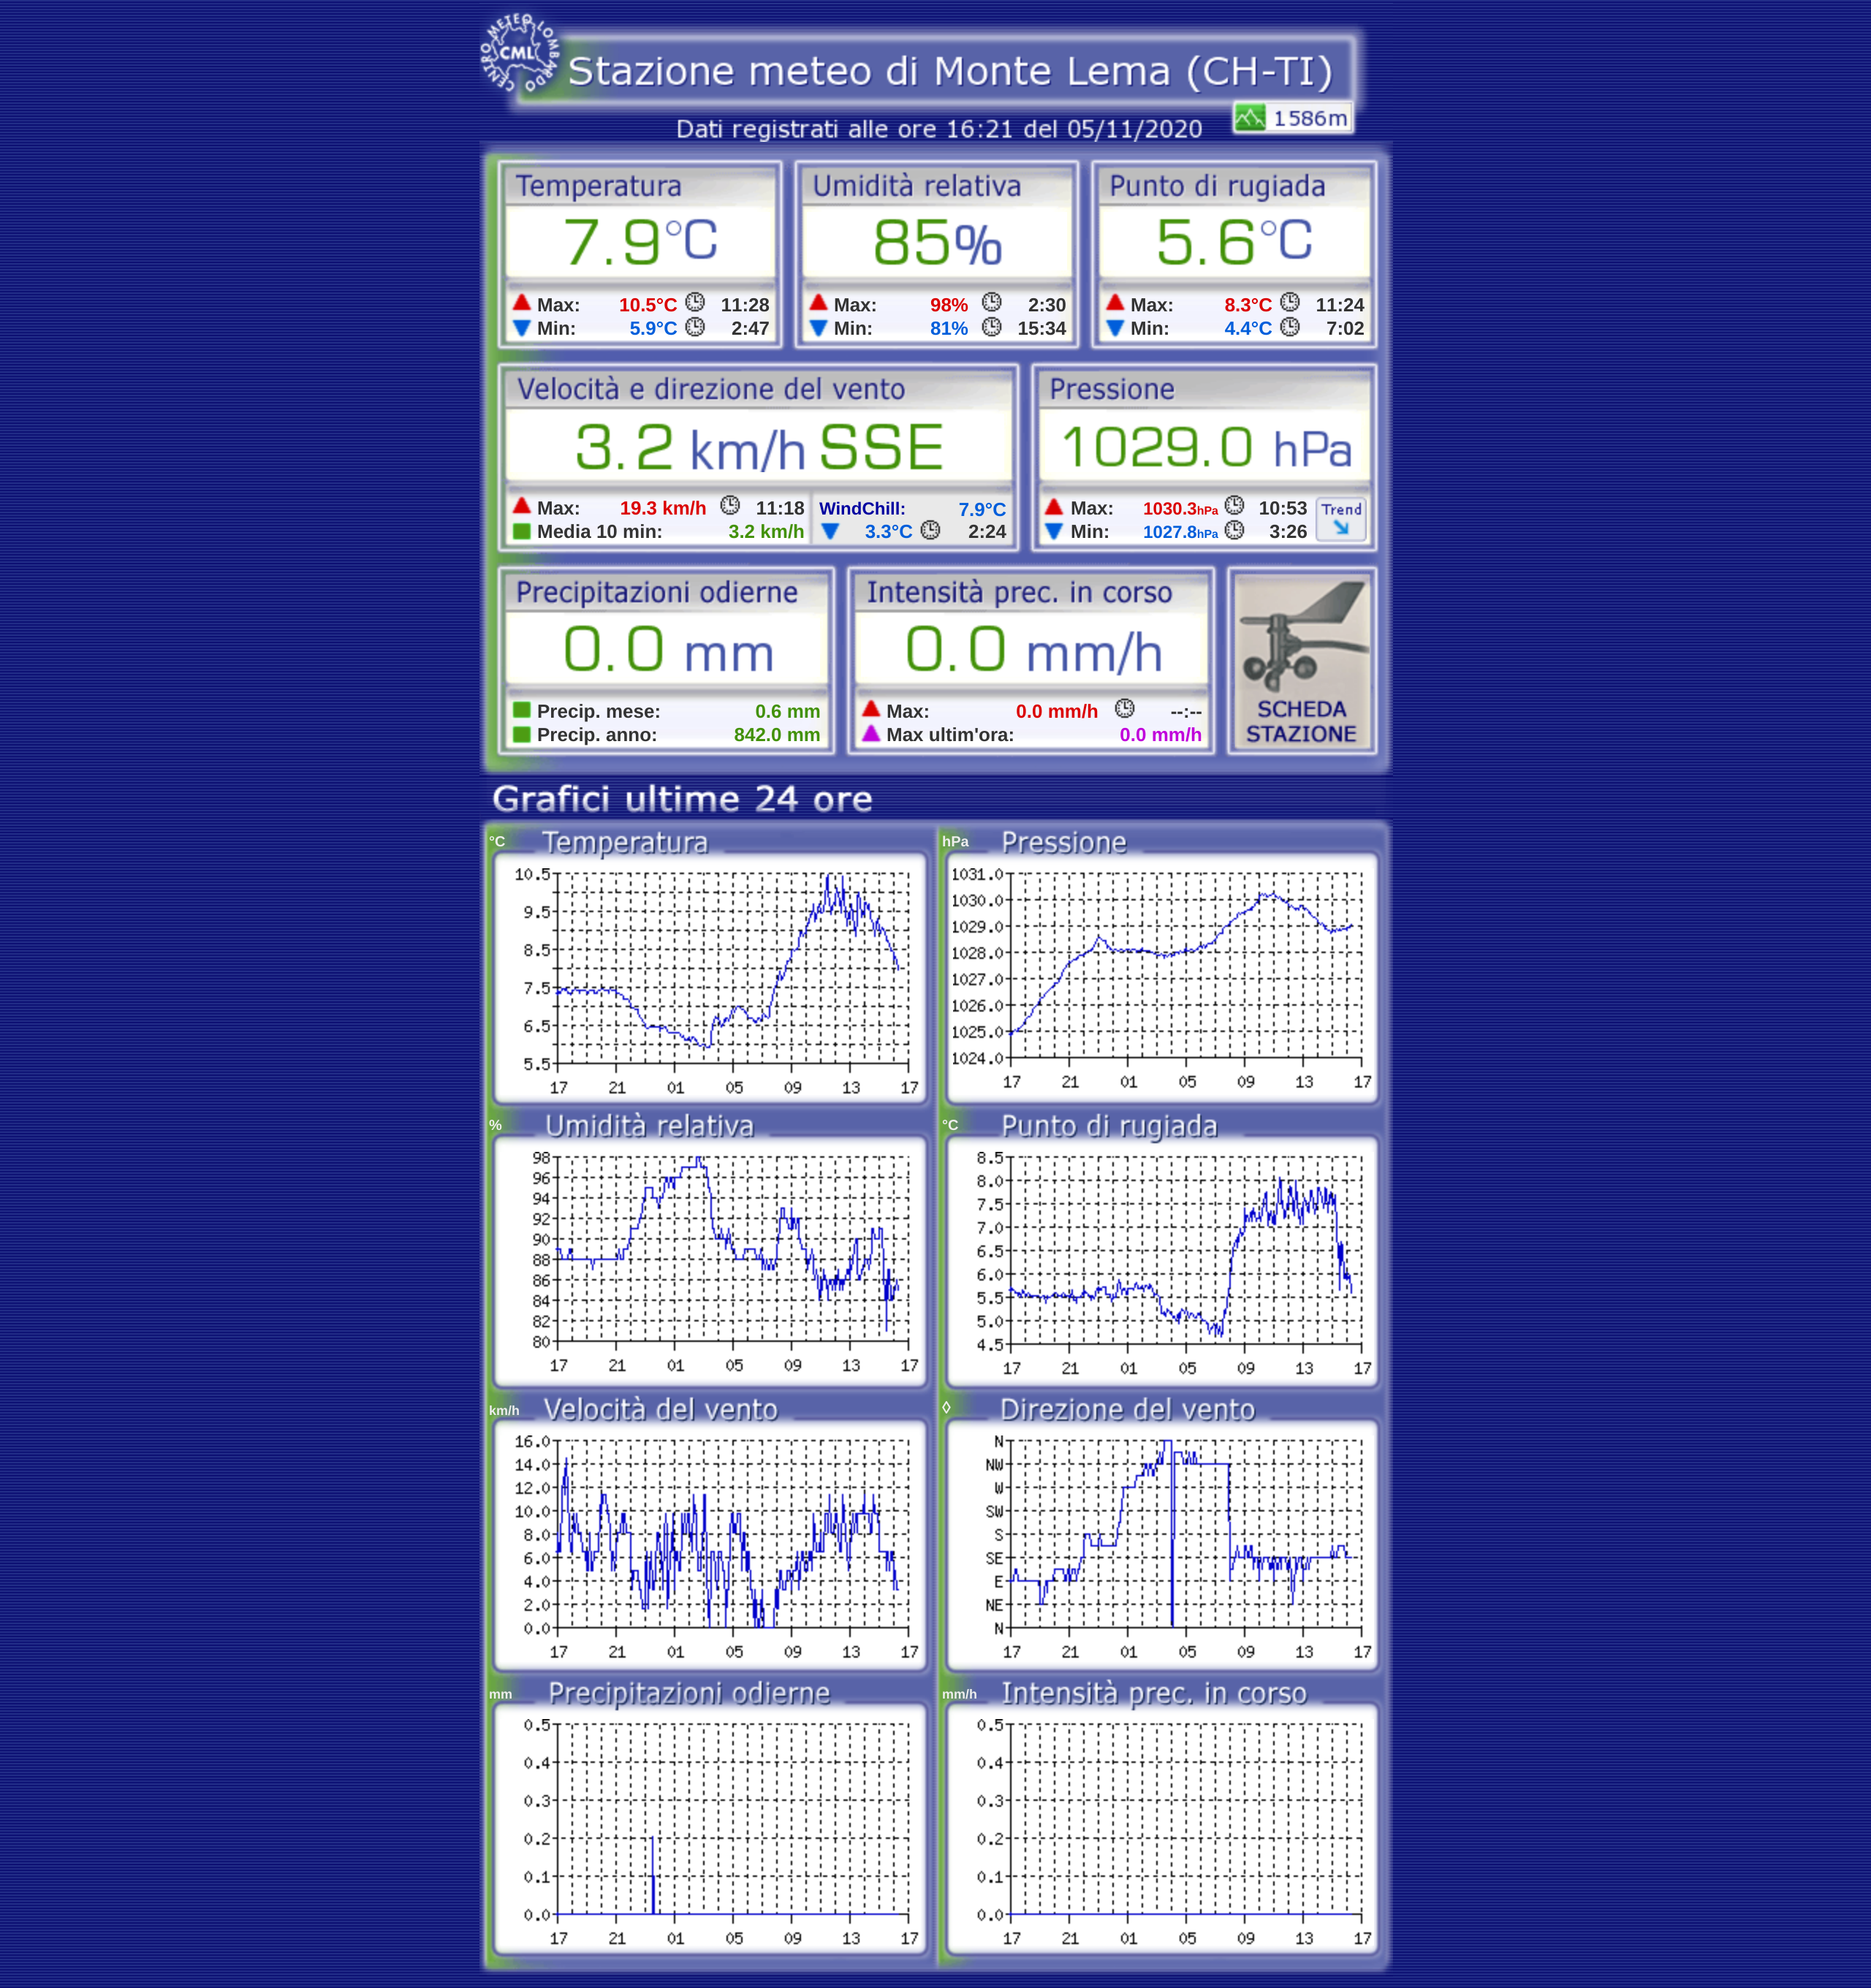 CENTRO METEO LOMBARDO
CML
Stazione meteo di Monte Lema (CH-TI)
1586m
Dati registrati alle ore 16:21 del 05/11/2020
Temperatura
7.9°C
Max: 10.5°C 11:28
Min: 5.9°C 2:47
Umidità relativa
85%
Max: 98% 2:30
Min: 81% 15:34
Punto di rugiada
5.6°C
Max: 8.3°C 11:24
Min: 4.4°C 7:02
Velocità e direzione del vento
3.2 km/h SSE
Max: 19.3 km/h 11:18
Media 10 min: 3.2 km/h
WindChill: 7.9°C
3.3°C 2:24
Pressione
1029.0 hPa
Max: 1030.3hPa 10:53
Min: 1027.8hPa 3:26
Trend
Precipitazioni odierne
0.0 mm
Precip. mese: 0.6 mm
Precip. anno: 842.0 mm
Intensità prec. in corso
0.0 mm/h
Max: 0.0 mm/h --:--
Max ultim'ora: 0.0 mm/h
SCHEDA
STAZIONE
Grafici ultime 24 ore
°C Temperatura
10.5
9.5
8.5
7.5
6.5
5.5
17 21 01 05 09 13 17
hPa Pressione
1031.0
1030.0
1029.0
1028.0
1027.0
1026.0
1025.0
1024.0
17 21 01 05 09 13 17
% Umidità relativa
98
96
94
92
90
88
86
84
82
80
17 21 01 05 09 13 17
°C Punto di rugiada
8.5
8.0
7.5
7.0
6.5
6.0
5.5
5.0
4.5
17 21 01 05 09 13 17
km/h Velocità del vento
16.0
14.0
12.0
10.0
8.0
6.0
4.0
2.0
0.0
17 21 01 05 09 13 17
◊ Direzione del vento
N
NW
W
SW
S
SE
E
NE
N
17 21 01 05 09 13 17
mm Precipitazioni odierne
0.5
0.4
0.3
0.2
0.1
0.0
17 21 01 05 09 13 17
mm/h Intensità prec. in corso
0.5
0.4
0.3
0.2
0.1
0.0
17 21 01 05 09 13 17